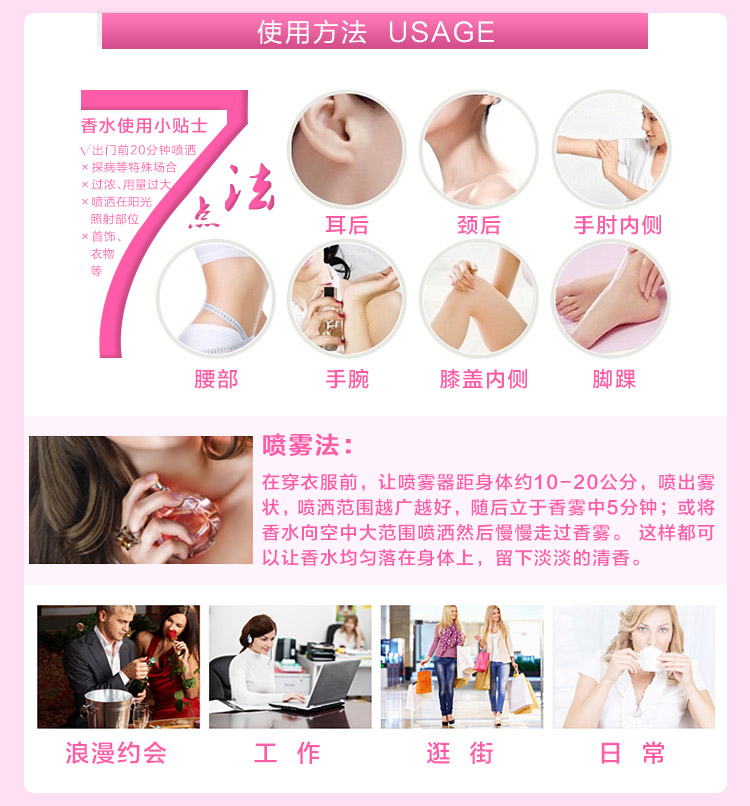 使用方法 USAGE
香水使用小贴士
√出门前20分钟喷洒
×探病等特殊场合
×过浓、用量过大
×喷洒在阳光
照射部位
×首饰、
衣物
等
7点法
耳后
颈后
手肘内侧
腰部
手腕
膝盖内侧
脚踝
喷雾法：
在穿衣服前，让喷雾器距身体约10-20公分，喷出雾
状，喷洒范围越广越好，随后立于香雾中5分钟；或将
香水向空中大范围喷洒然后慢慢走过香雾。 这样都可
以让香水均匀落在身体上，留下淡淡的清香。
浪漫约会
工 作
逛 街
日 常